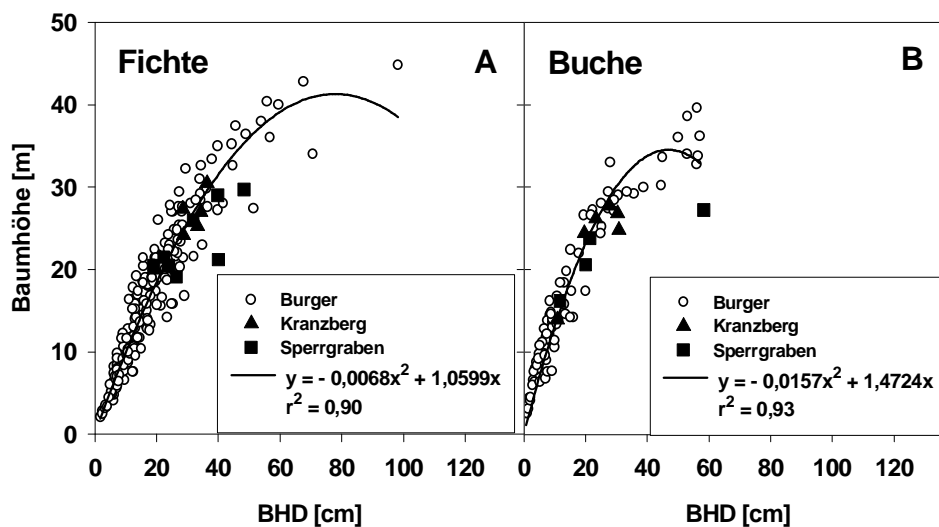 Fichte
A
Baumhöhe [m]
50
40
30
20
10
0
Burger
Kranzberg
Sperrgraben
y = - 0,0068x² + 1,0599x
r² = 0,90
0 20 40 60 80 100 120
BHD [cm]
Buche
B
Burger
Kranzberg
Sperrgraben
y = - 0,0157x² + 1,4724x
r² = 0,93
0 20 40 60 80 100 120
BHD [cm]